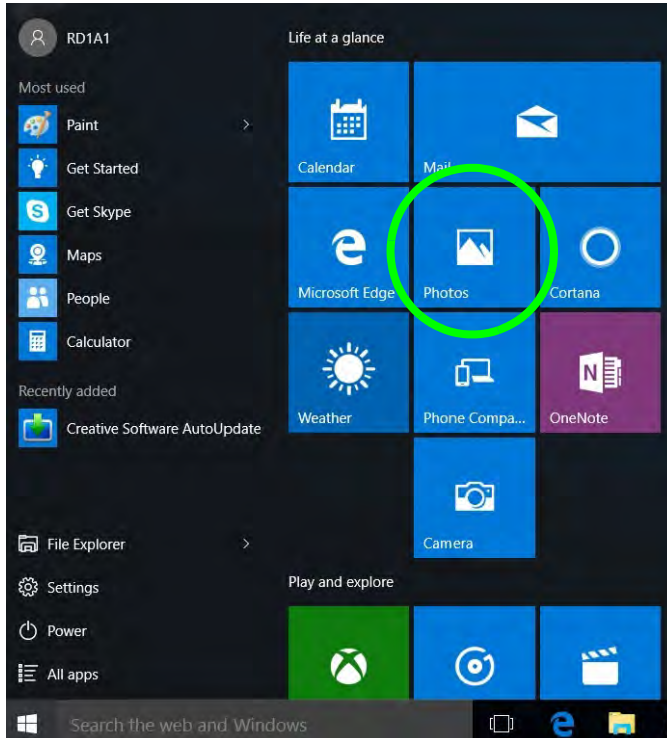 RD1A1
Most used
Paint
Get Started
Get Skype
Maps
People
Calculator
Recently added
Creative Software AutoUpdate
File Explorer
Settings
Power
All apps
Life at a glance
Calendar
Mail
Microsoft Edge
Photos
Cortana
Weather
Phone Compa...
OneNote
Camera
Play and explore
Search the web and Windows